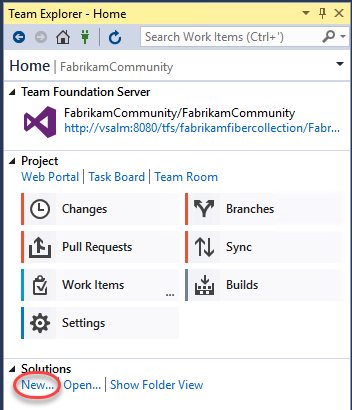 Team Explorer - Home
Search Work Items (Ctrl+')
Home | FabrikamCommunity
Team Foundation Server
FabrikamCommunity/FabrikamCommunity
http://vsalm:8080/tfs/fabrikamfibercollection/Fabr...
Project
Web Portal | Task Board | Team Room
Changes Branches
Pull Requests Sync
Work Items ... Builds
Settings
Solutions
New... | Open... | Show Folder View